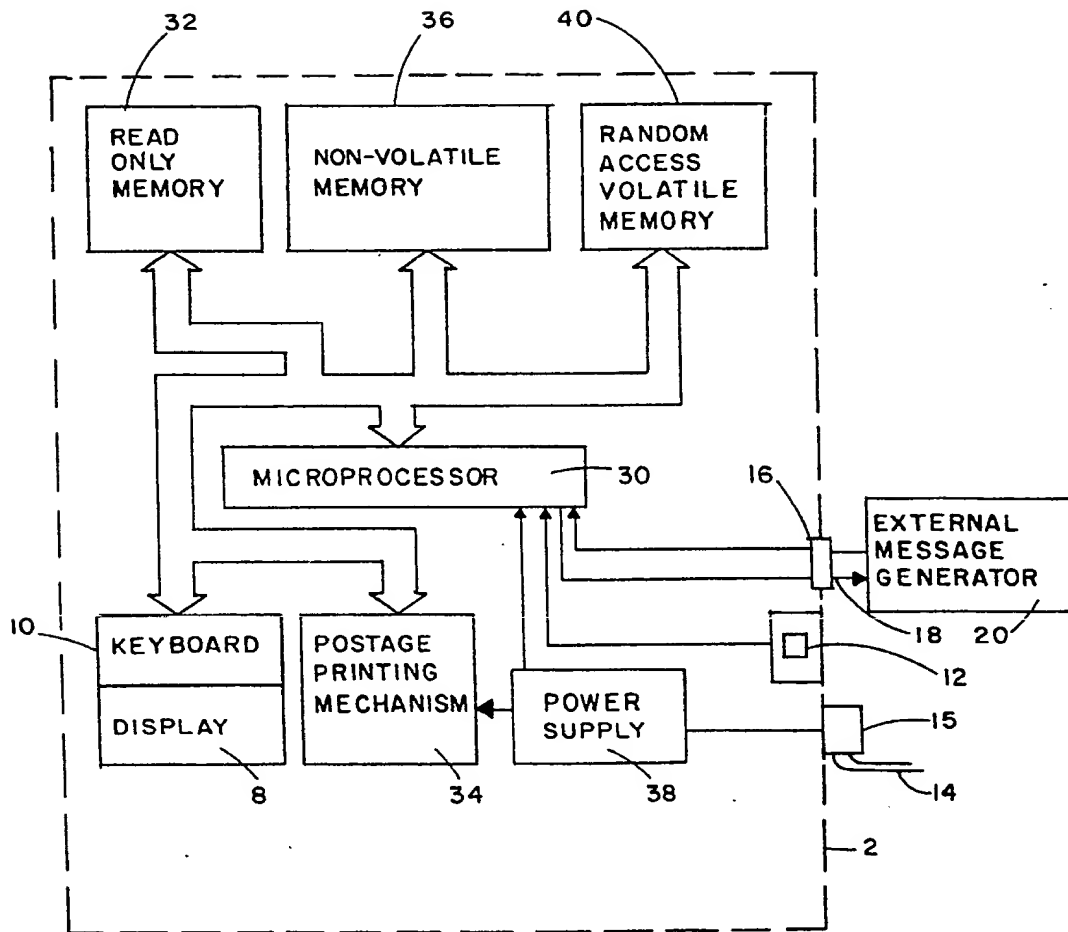 32
36
40
READ
ONLY
MEMORY
NON-VOLATILE
MEMORY
RANDOM
ACCESS
VOLATILE
MEMORY
MICROPROCESSOR
30
16
EXTERNAL
MESSAGE
GENERATOR
18
20
10
KEYBOARD
DISPLAY
8
POSTAGE
PRINTING
MECHANISM
34
POWER
SUPPLY
38
12
15
14
2